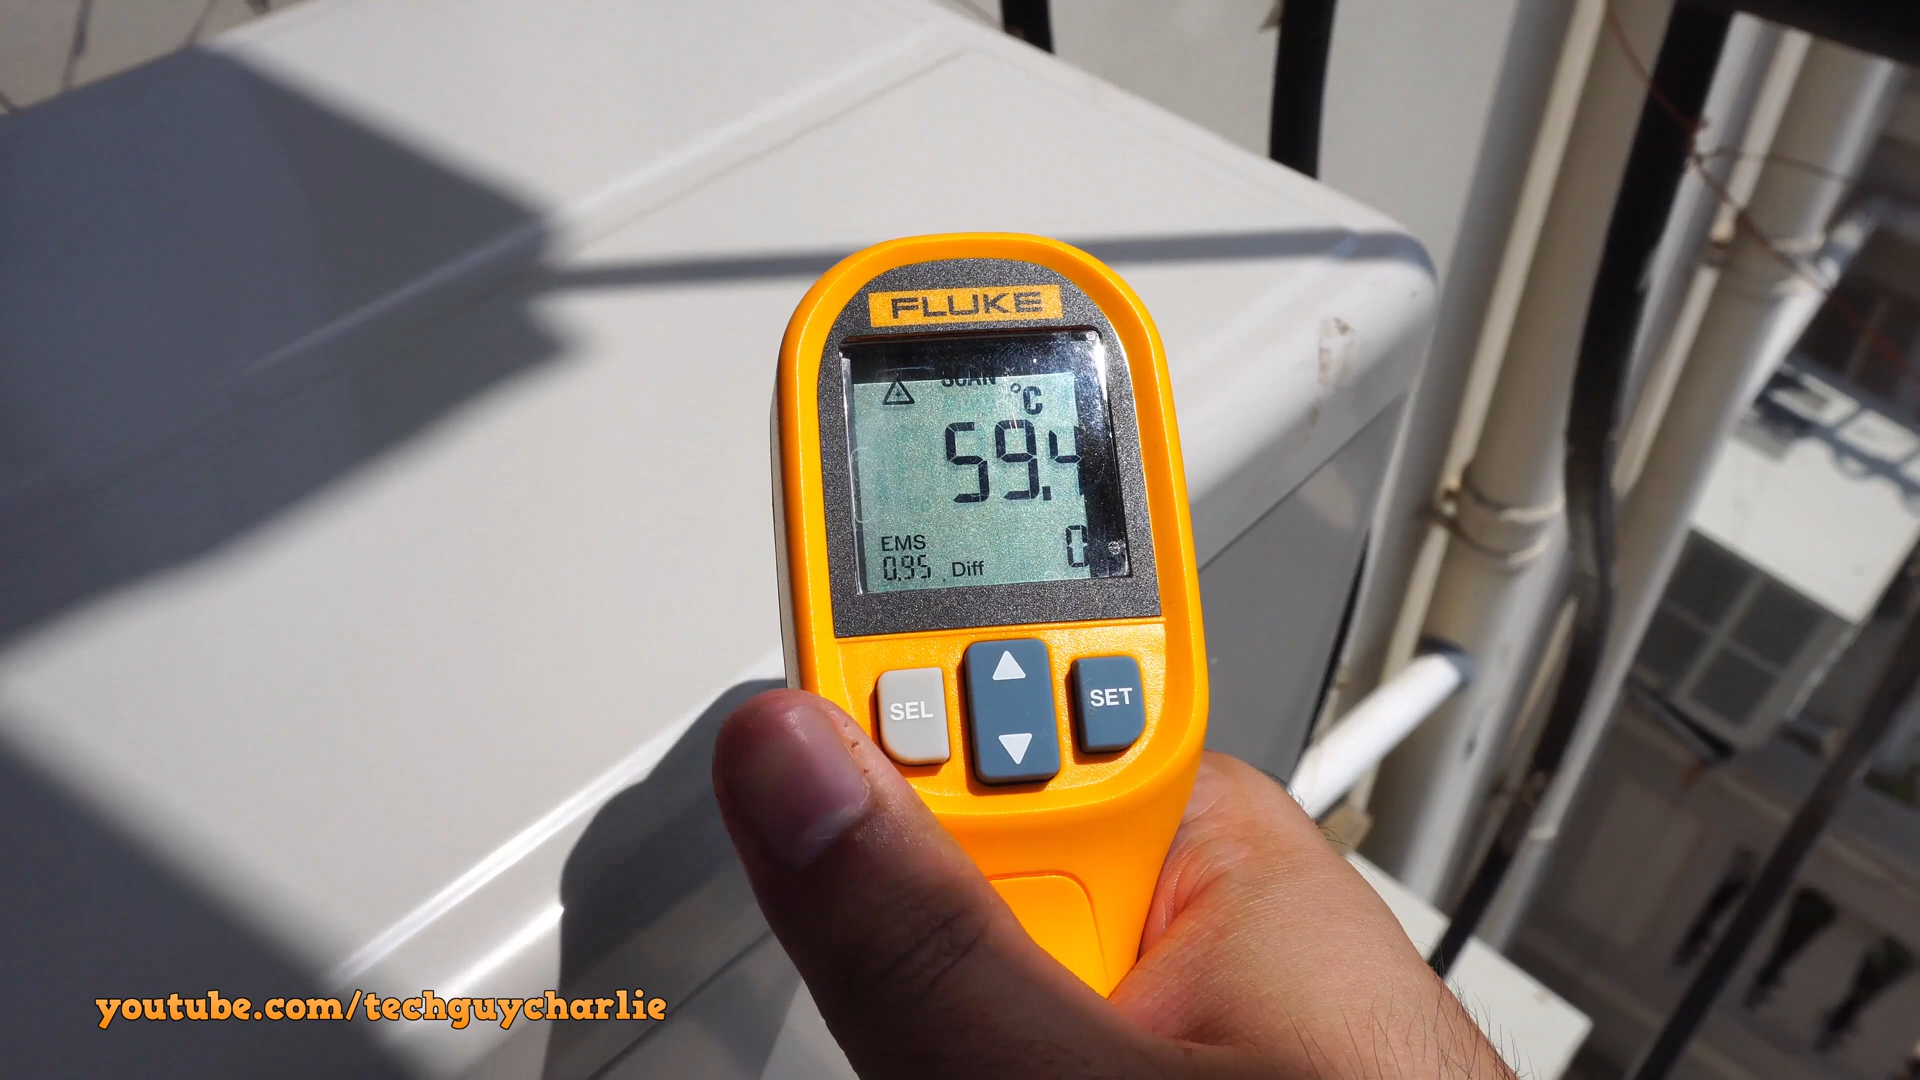 FLUKE
SCAN
°C
59.4
EMS
0.95 Diff
0
SEL
SET
youtube.com/techguycharlie